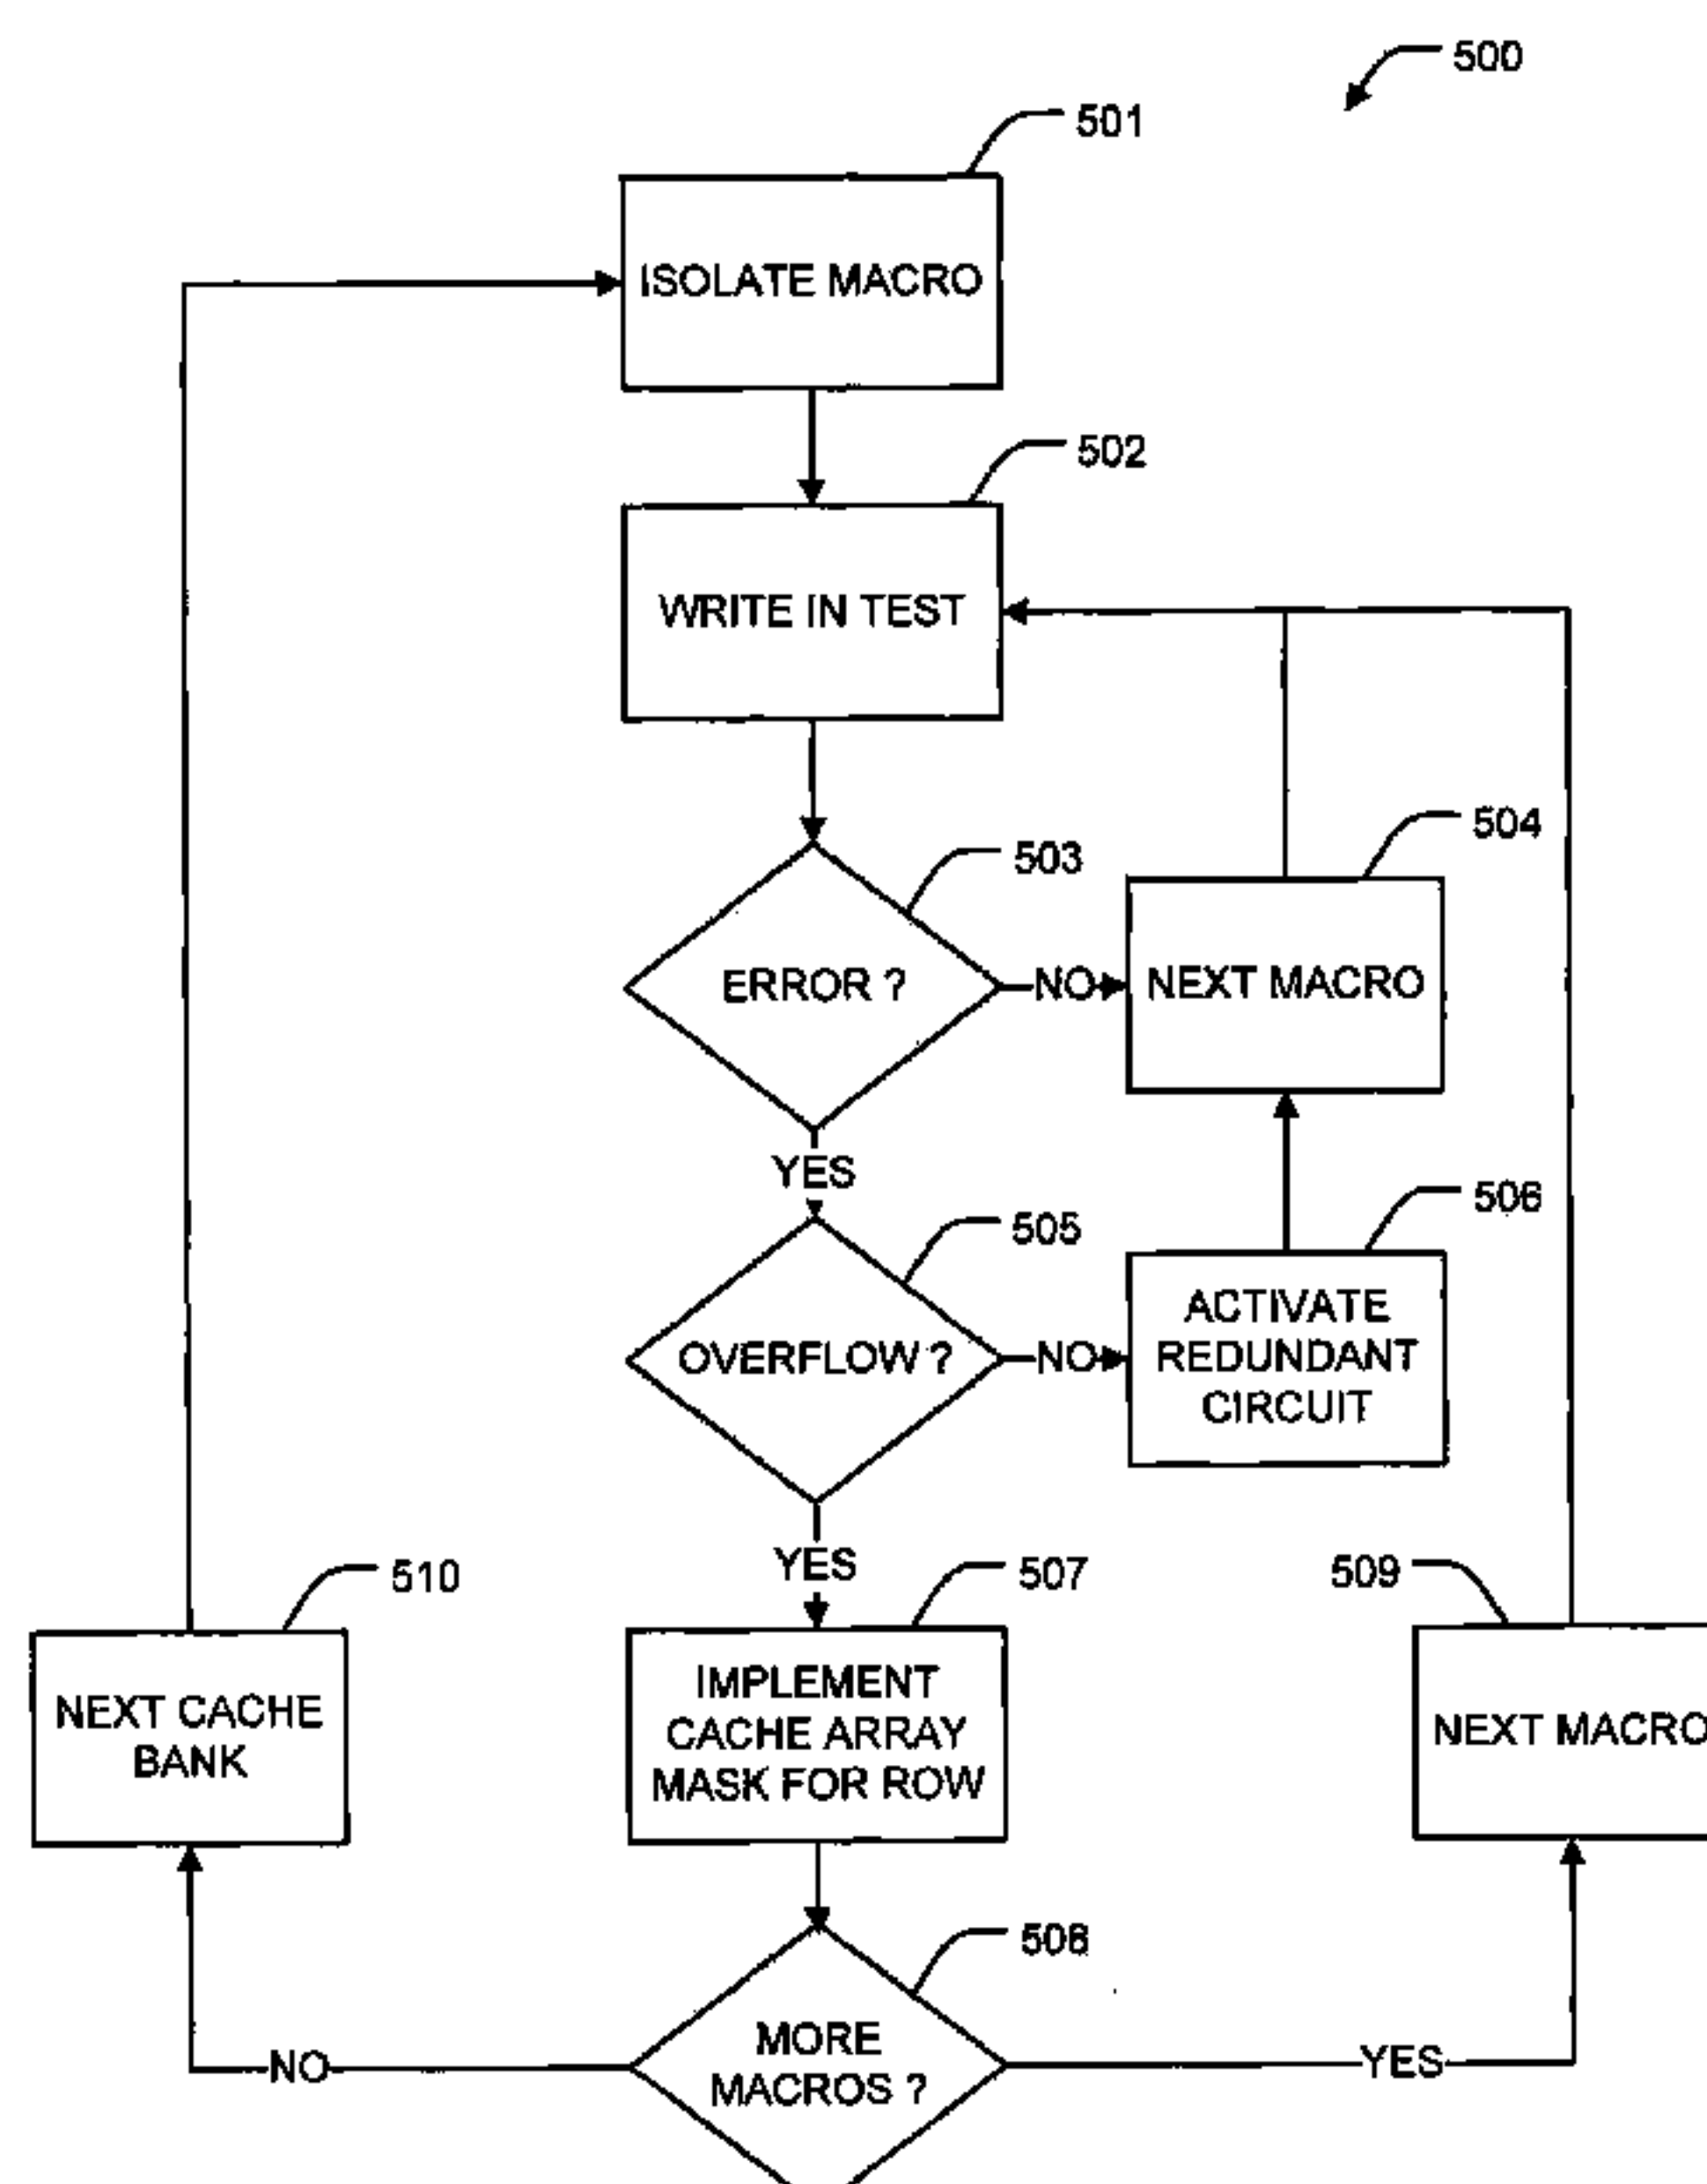 500
501
ISOLATE MACRO
502
WRITE IN TEST
503
504
ERROR ?
NO
NEXT MACRO
YES
505
506
OVERFLOW ?
NO
ACTIVATE
REDUNDANT
CIRCUIT
YES
510
507
509
NEXT CACHE
BANK
IMPLEMENT
CACHE ARRAY
MASK FOR ROW
NEXT MACRO
508
MORE
MACROS ?
NO
YES